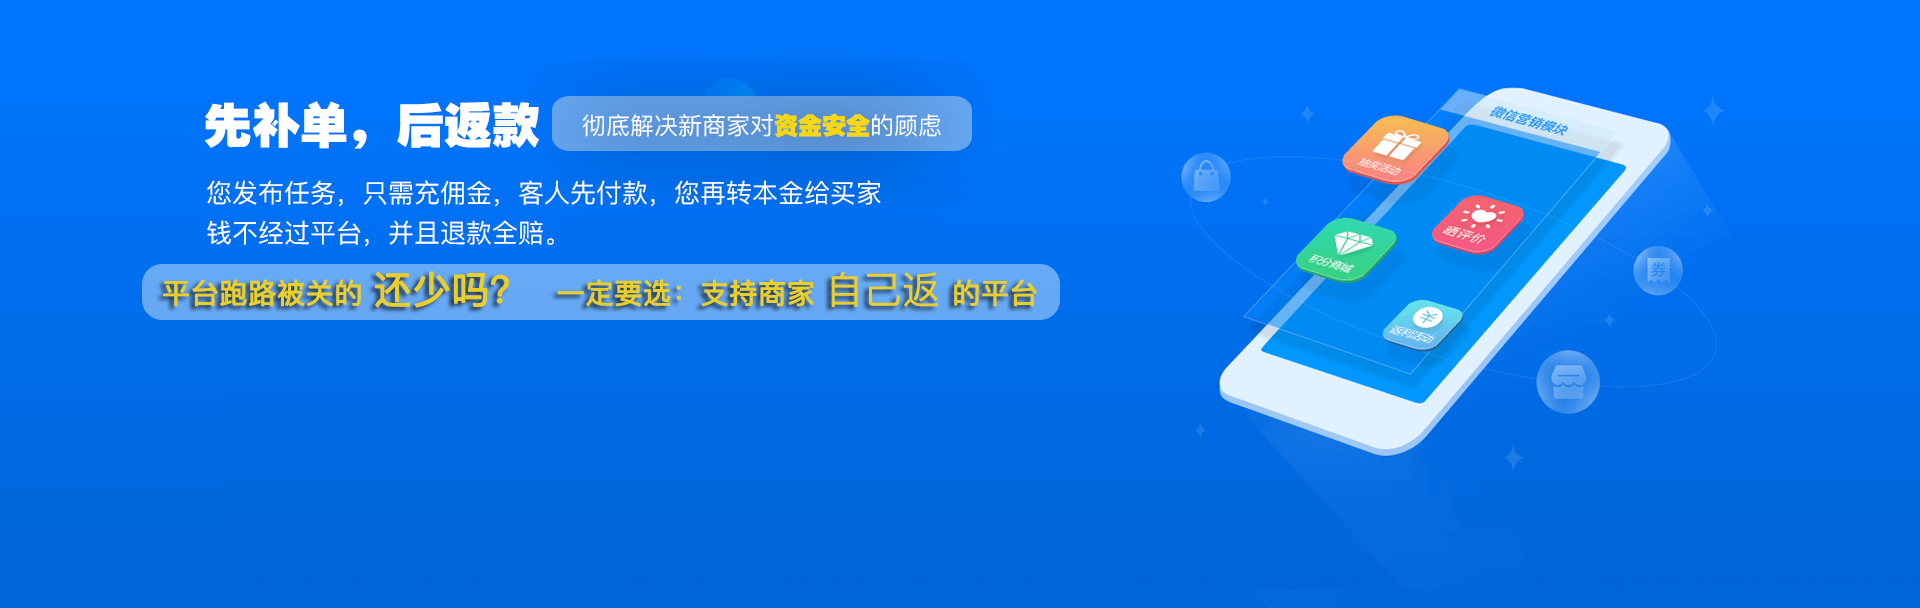 先补单，后返款
彻底解决新商家对资金安全的顾虑
您发布任务，只需充佣金，客人先付款，您再转本金给买家
钱不经过平台，并且退款全赔。
平台跑路被关的 还少吗？ 一定要选：支持商家 自己返 的平台
微信营销模块
抽奖活动
晒评价
积分商城
返利活动
券